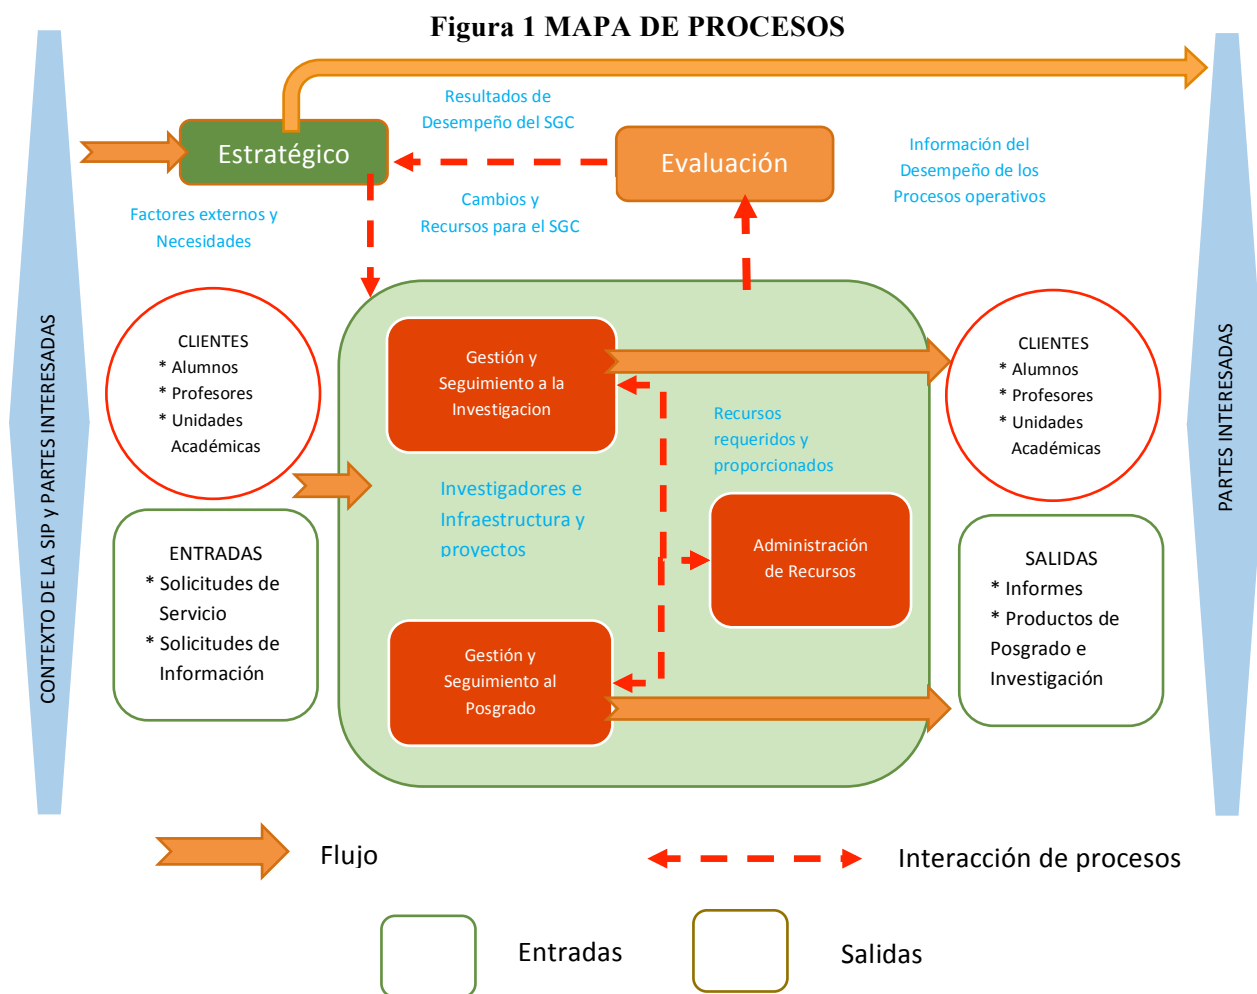 Figura 1 MAPA DE PROCESOS
Resultados de
Desempeño del SGC
Estratégico
Evaluación
Información del
Desempeño de los
Procesos operativos
Cambios y
Recursos para el SGC
Factores externos y
Necesidades
CONTEXTO DE LA SIP y PARTES INTERESADAS
CLIENTES
* Alumnos
* Profesores
* Unidades
Académicas
Gestión y
Seguimiento a la
Investigacion
Recursos
requeridos y
proporcionados
CLIENTES
* Alumnos
* Profesores
* Unidades
Académicas
PARTES INTERESADAS
Investigadores e
Infraestructura y
proyectos
ENTRADAS
* Solicitudes de
Servicio
* Solicitudes de
Información
Administración
de Recursos
SALIDAS
* Informes
* Productos de
Posgrado e
Investigación
Gestión y
Seguimiento al
Posgrado
Flujo
Interacción de procesos
Entradas
Salidas